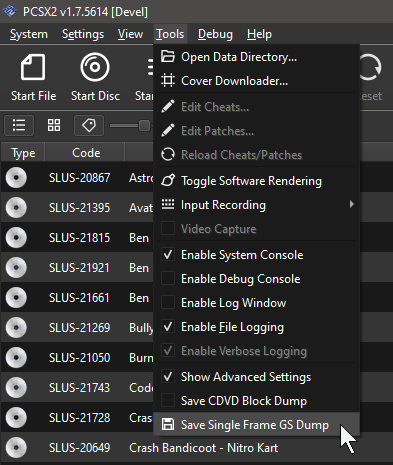 PCSX2 v1.7.5614 [Devel]
System Settings View Tools Debug Help
Start File Start Disc
Type Code
SLUS-20867 Astro
SLUS-21395 Avat
SLUS-21815 Ben
SLUS-21921 Ben
SLUS-21661 Ben
SLUS-21269 Bully
SLUS-21050 Burn
SLUS-21743 Code
SLUS-21728 Cras
SLUS-20649 Crash Bandicoot - Nitro Kart
Open Data Directory...
Cover Downloader...
Edit Cheats...
Edit Patches...
Reload Cheats/Patches
Toggle Software Rendering
Input Recording
Video Capture
Enable System Console
Enable Debug Console
Enable Log Window
Enable File Logging
Enable Verbose Logging
Show Advanced Settings
Save CDVD Block Dump
Save Single Frame GS Dump